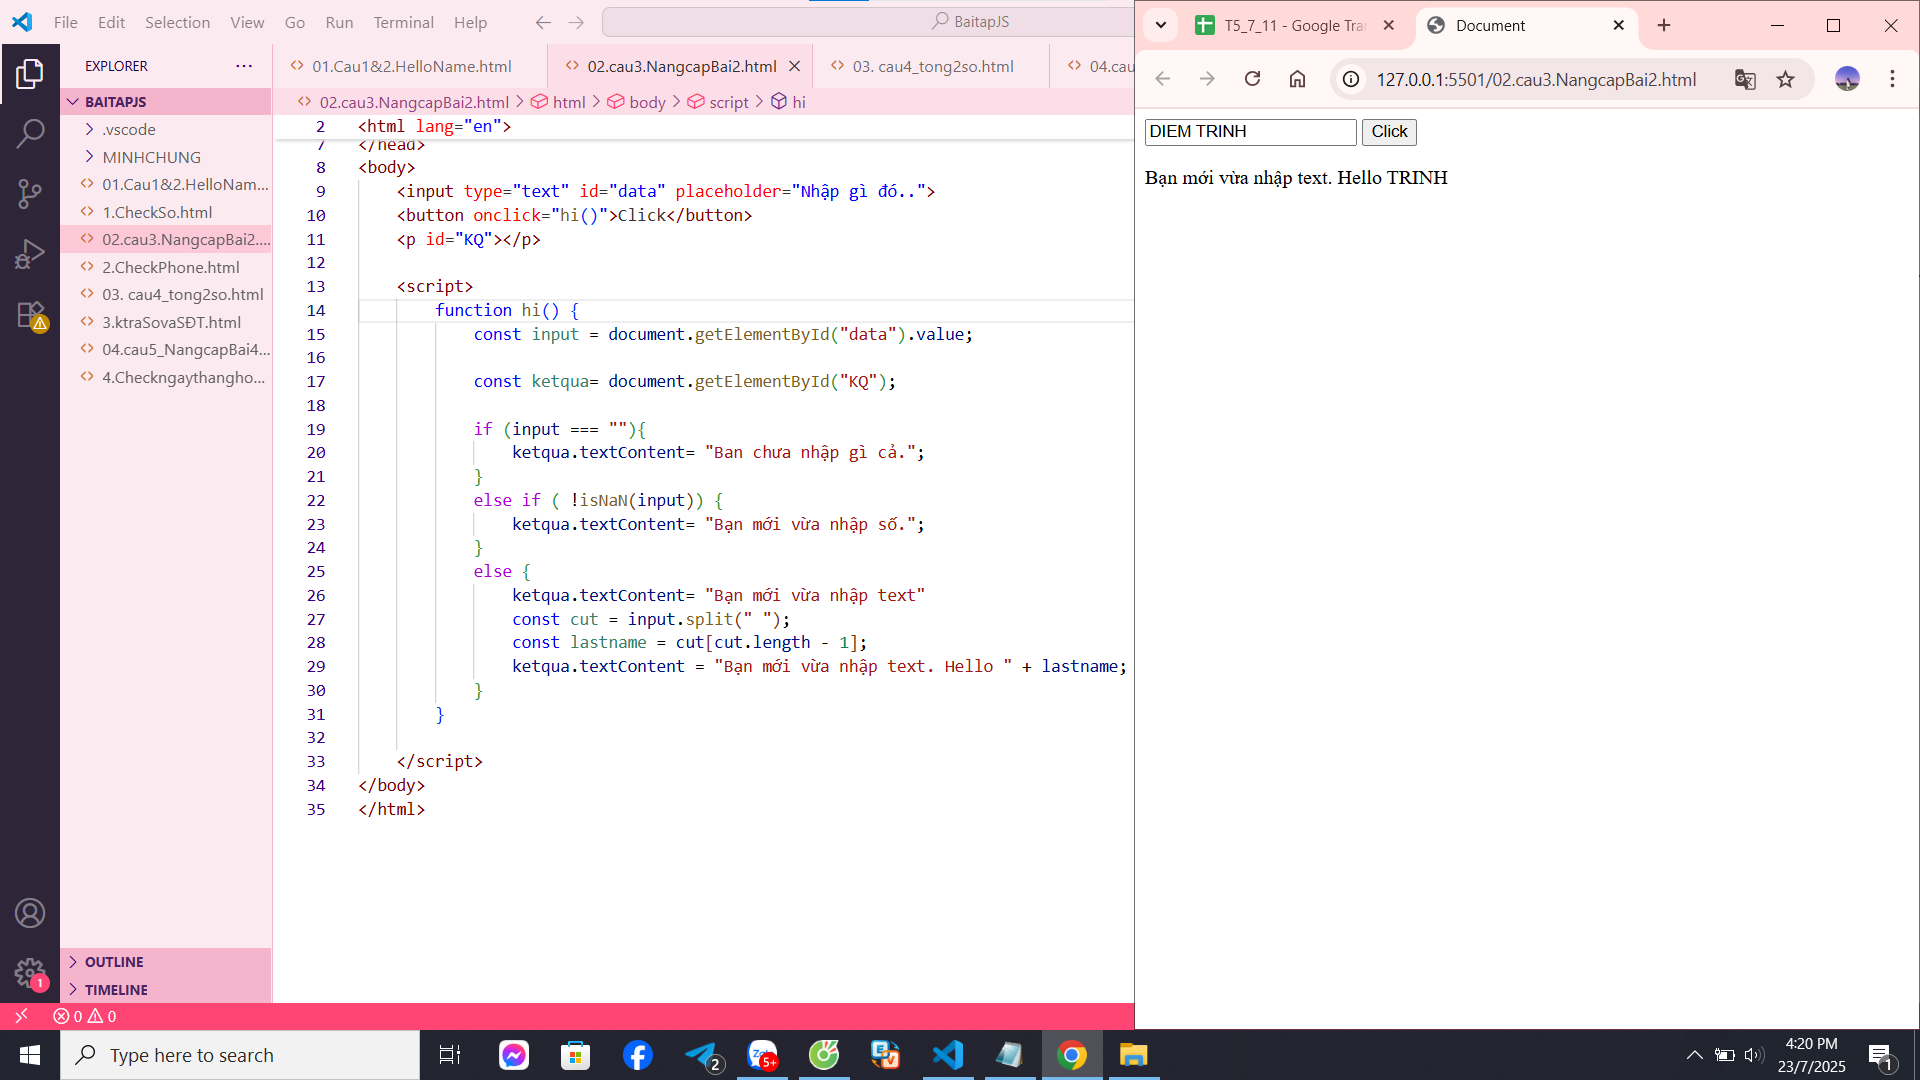 File Edit Selection View Go Run Terminal Help
BaitapJS
EXPLORER
BAITAPJS
.vscode
MINHCHUNG
01.Cau1&2.HelloNam...
1.CheckSo.html
02.cau3.NangcapBai2....
2.CheckPhone.html
03. cau4_tong2so.html
3.ktraSovaSĐT.html
04.cau5_NangcapBai4...
4.Checkngaythangho...
OUTLINE
TIMELINE
01.Cau1&2.HelloName.html 02.cau3.NangcapBai2.html 03. cau4_tong2so.html 04.cau
02.cau3.NangcapBai2.html html body script hi
2 <html lang="en">
7 </head>
8 <body>
9 <input type="text" id="data" placeholder="Nhập gì đó..">
10 <button onclick="hi()">Click</button>
11 <p id="KQ"></p>
12
13 <script>
14 function hi() {
15 const input = document.getElementById("data").value;
16
17 const ketqua= document.getElementById("KQ");
18
19 if (input === ""){
20 ketqua.textContent= "Ban chưa nhập gì cả.";
21 }
22 else if ( !isNaN(input)) {
23 ketqua.textContent= "Bạn mới vừa nhập số.";
24 }
25 else {
26 ketqua.textContent= "Bạn mới vừa nhập text"
27 const cut = input.split(" ");
28 const lastname = cut[cut.length - 1];
29 ketqua.textContent = "Bạn mới vừa nhập text. Hello " + lastname;
30 }
31 }
32
33 </script>
34 </body>
35 </html>
0 0
1
T5_7_11 - Google Tra
Document
127.0.0.1:5501/02.cau3.NangcapBai2.html
DIEM TRINH Click
Bạn mới vừa nhập text. Hello TRINH
Type here to search
2
Zalo
5+
4:20 PM
23/7/2025
1